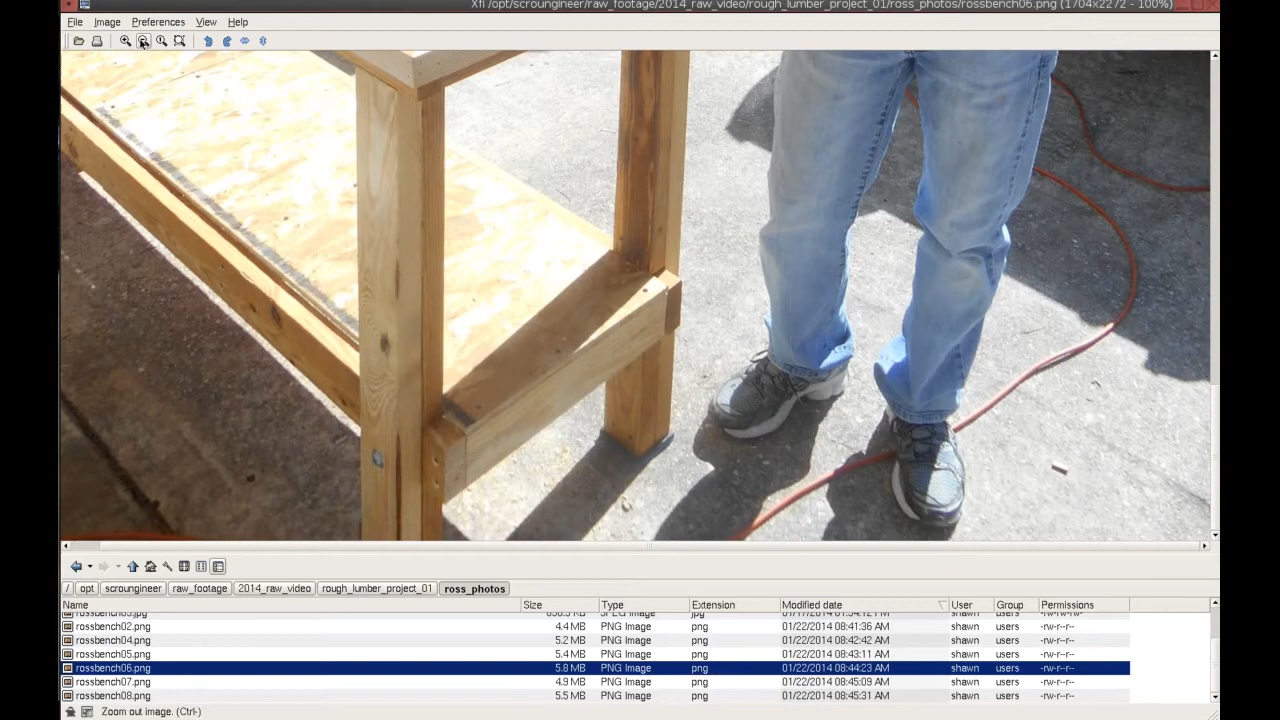 Xfi /opt/scroungineer/raw_footage/2014_raw_video/rough_lumber_project_01/ross_photos/rossbench06.png (1704x2272 - 100%)
File Image Preferences View Help
/ opt scroungineer raw_footage 2014_raw_video rough_lumber_project_01 ross_photos
Name Size Type Extension Modified date User Group Permissions
rossbench02.png 4.4 MB PNG Image png 01/22/2014 08:41:36 AM shawn users -rw-r--r--
rossbench04.png 5.2 MB PNG Image png 01/22/2014 08:42:42 AM shawn users -rw-r--r--
rossbench05.png 5.4 MB PNG Image png 01/22/2014 08:43:11 AM shawn users -rw-r--r--
rossbench06.png 5.8 MB PNG Image png 01/22/2014 08:44:23 AM shawn users -rw-r--r--
rossbench07.png 4.9 MB PNG Image png 01/22/2014 08:45:09 AM shawn users -rw-r--r--
rossbench08.png 5.5 MB PNG Image png 01/22/2014 08:45:31 AM shawn users -rw-r--r--
Zoom out image. (Ctrl-)